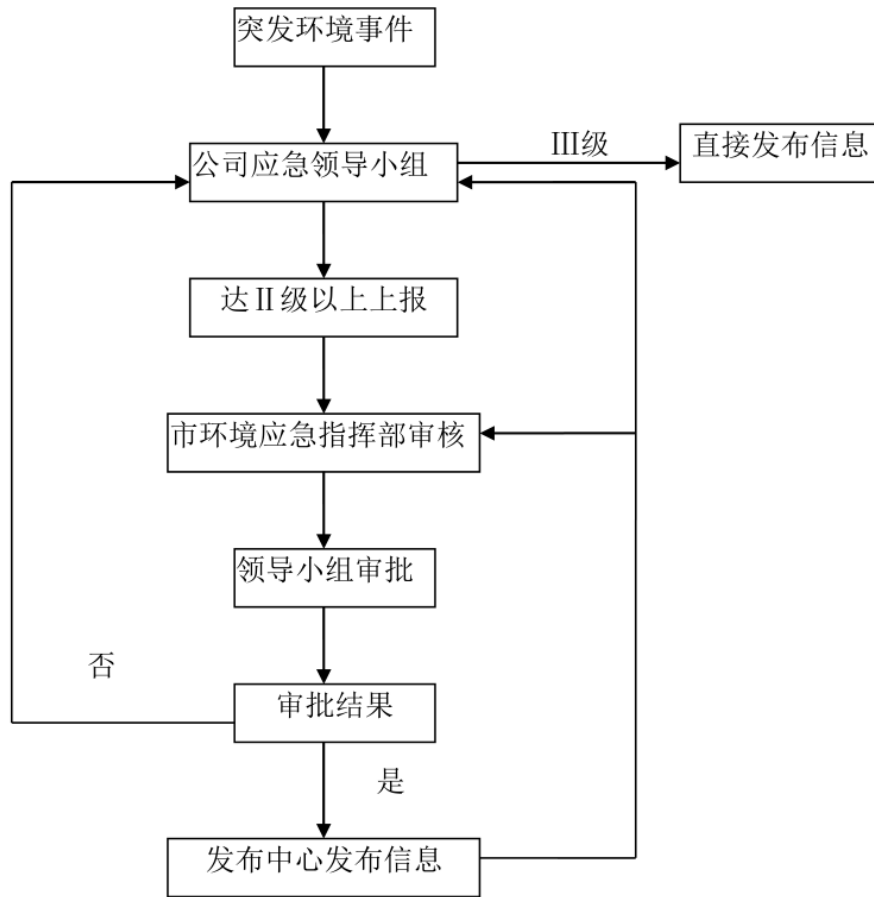 突发环境事件
Ⅲ级
直接发布信息
公司应急领导小组
达Ⅱ级以上上报
市环境应急指挥部审核
领导小组审批
否
审批结果
是
发布中心发布信息